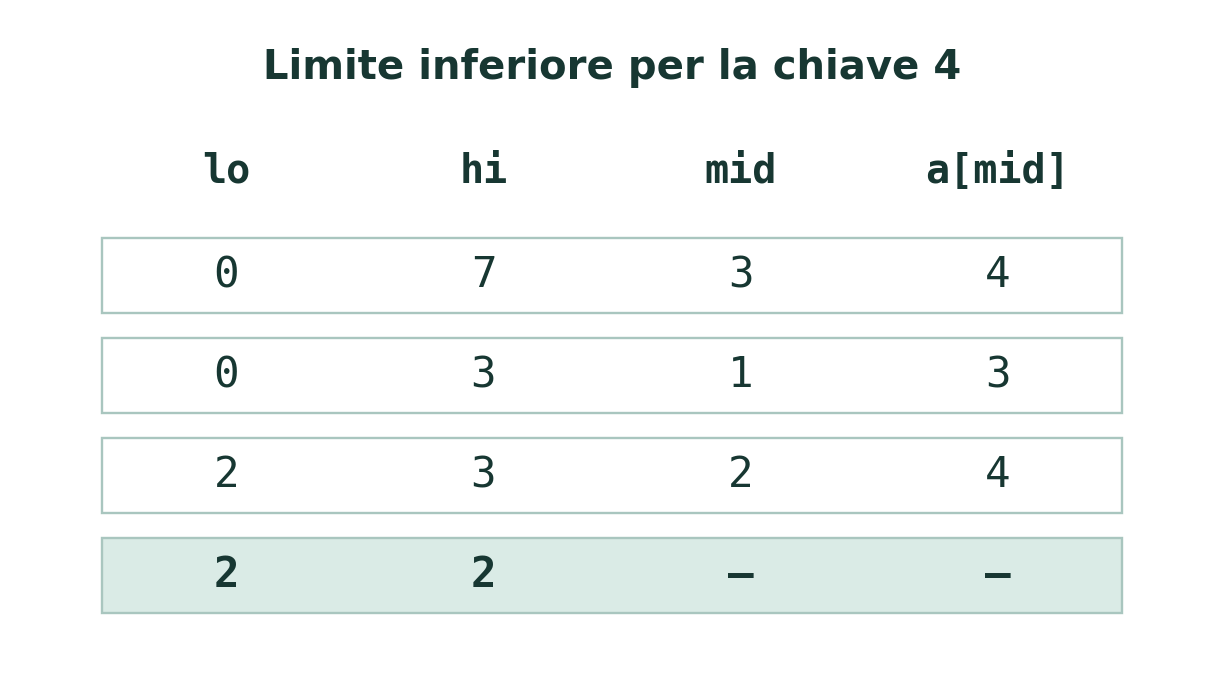 Limite inferiore per la chiave 4
lo hi mid a[mid]
0 7 3 4
0 3 1 3
2 3 2 4
2 2 — —